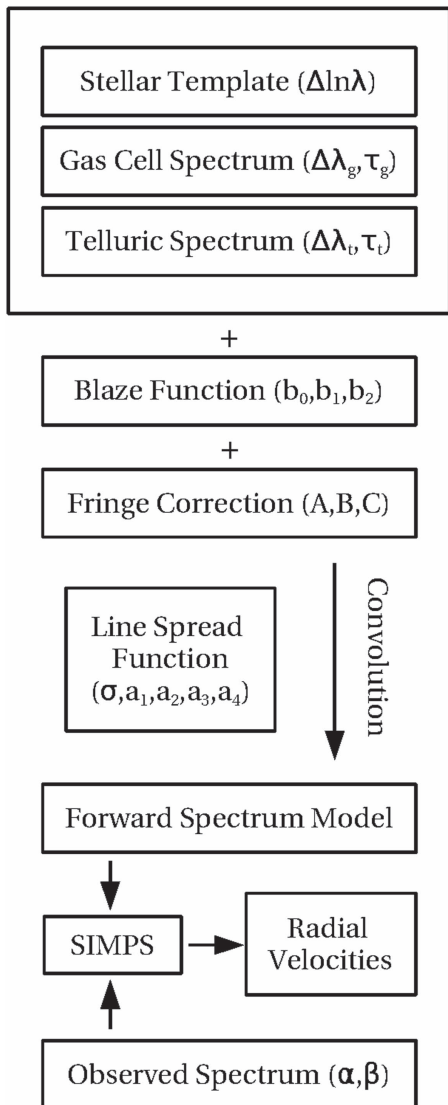 Stellar Template (Δlnλ)
Gas Cell Spectrum (Δλg,τg)
Telluric Spectrum (Δλt,τt)
+
Blaze Function (b0,b1,b2)
+
Fringe Correction (A,B,C)
Line Spread
Function
(σ,a1,a2,a3,a4)
Convolution
Forward Spectrum Model
SIMPS
Radial
Velocities
Observed Spectrum (α,β)